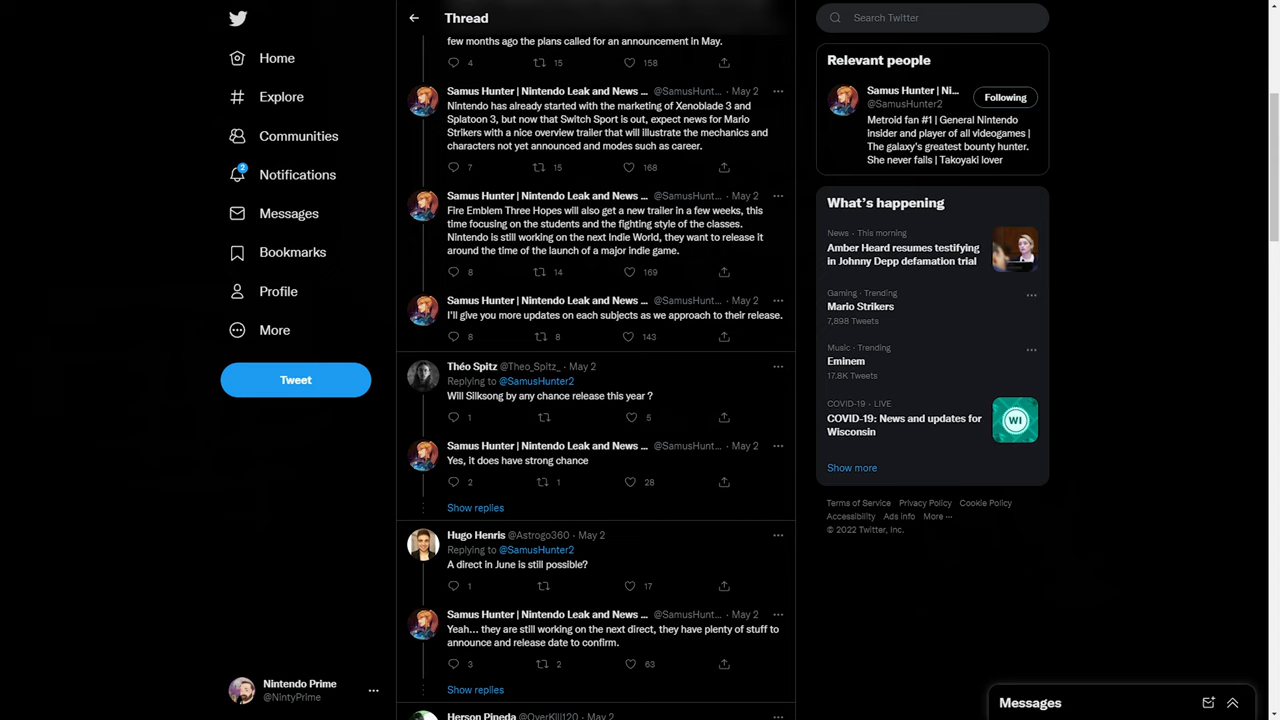 Home
Explore
Communities
2
Notifications
Messages
Bookmarks
Profile
More
Tweet
Nintendo Prime
@NintyPrime
Thread
few months ago the plans called for an announcement in May.
4 15 158
Samus Hunter | Nintendo Leak and News ... @SamusHunt... · May 2
Nintendo has already started with the marketing of Xenoblade 3 and
Splatoon 3, but now that Switch Sport is out, expect news for Mario
Strikers with a nice overview trailer that will illustrate the mechanics and
characters not yet announced and modes such as career.
7 15 168
Samus Hunter | Nintendo Leak and News ... @SamusHunt... · May 2
Fire Emblem Three Hopes will also get a new trailer in a few weeks, this
time focusing on the students and the fighting style of the classes.
Nintendo is still working on the next Indie World, they want to release it
around the time of the launch of a major indie game.
8 14 169
Samus Hunter | Nintendo Leak and News ... @SamusHunt... · May 2
I'll give you more updates on each subjects as we approach to their release.
8 8 143
Théo Spitz @Theo_Spitz_ · May 2
Replying to @SamusHunter2
Will Silksong by any chance release this year ?
1 5
Samus Hunter | Nintendo Leak and News ... @SamusHunt... · May 2
Yes, it does have strong chance
2 1 28
Show replies
Hugo Henris @Astrogo360 · May 2
Replying to @SamusHunter2
A direct in June is still possible?
1 17
Samus Hunter | Nintendo Leak and News ... @SamusHunt... · May 2
Yeah... they are still working on the next direct, they have plenty of stuff to
announce and release date to confirm.
3 2 63
Show replies
Herson Pineda @OverKill120 · May 2
Search Twitter
Relevant people
Samus Hunter | Ni...
@SamusHunter2
Following
Metroid fan #1 | General Nintendo
insider and player of all videogames |
The galaxy's greatest bounty hunter.
She never fails | Takoyaki lover
What's happening
News · This morning
Amber Heard resumes testifying
in Johnny Depp defamation trial
Gaming · Trending
Mario Strikers
7,898 Tweets
Music · Trending
Eminem
17.8K Tweets
COVID-19 · LIVE
COVID-19: News and updates for
Wisconsin
WI
Show more
Terms of Service Privacy Policy Cookie Policy
Accessibility Ads info More ···
© 2022 Twitter, Inc.
Messages